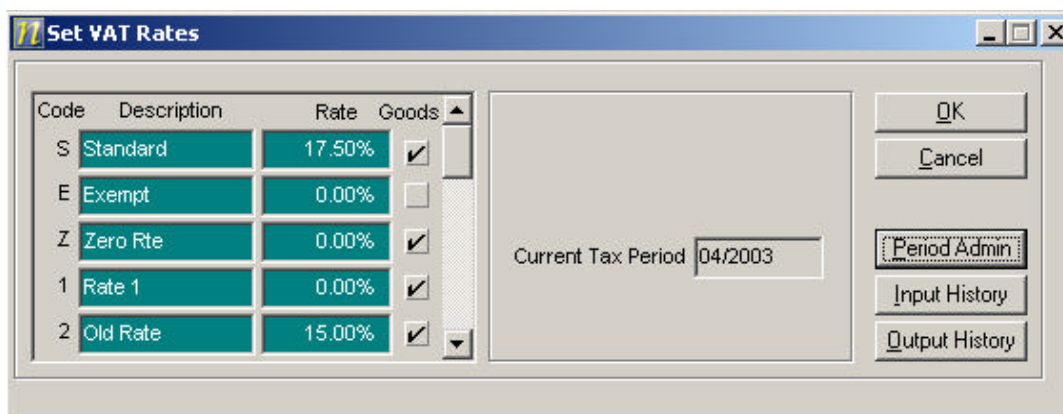 Set VAT Rates
Code Description Rate Goods
S Standard 17.50%
E Exempt 0.00%
Z Zero Rte 0.00%
1 Rate 1 0.00%
2 Old Rate 15.00%
Current Tax Period 04/2003
OK
Cancel
Period Admin
Input History
Output History